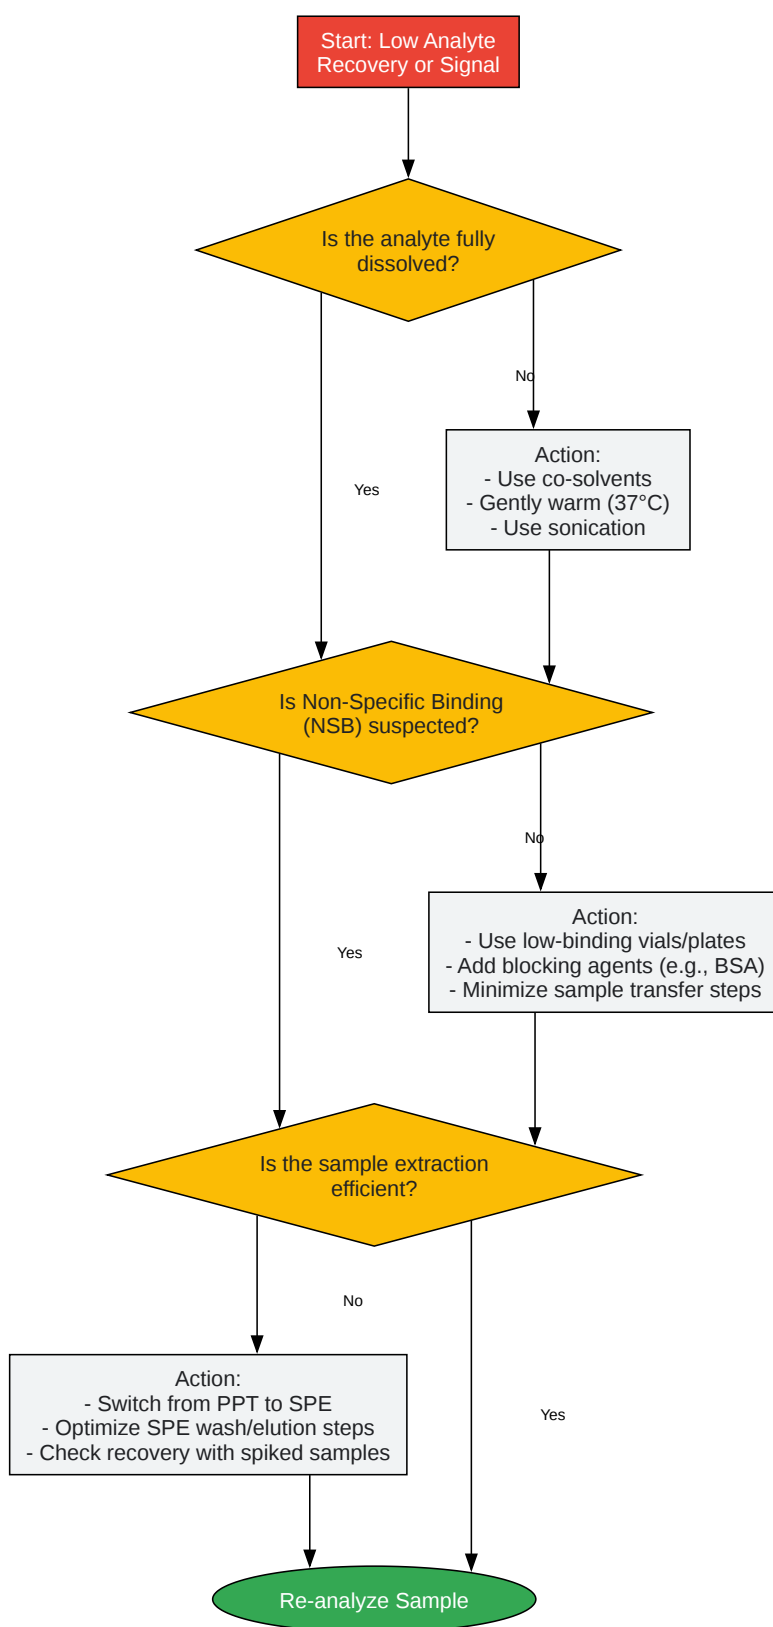 Start: Low Analyte
Recovery or Signal
Is the analyte fully
dissolved?
No
Yes
Action:
- Use co-solvents
- Gently warm (37°C)
- Use sonication
Is Non-Specific Binding
(NSB) suspected?
No
Yes
Action:
- Use low-binding vials/plates
- Add blocking agents (e.g., BSA)
- Minimize sample transfer steps
Is the sample extraction
efficient?
No
Yes
Action:
- Switch from PPT to SPE
- Optimize SPE wash/elution steps
- Check recovery with spiked samples
Re-analyze Sample